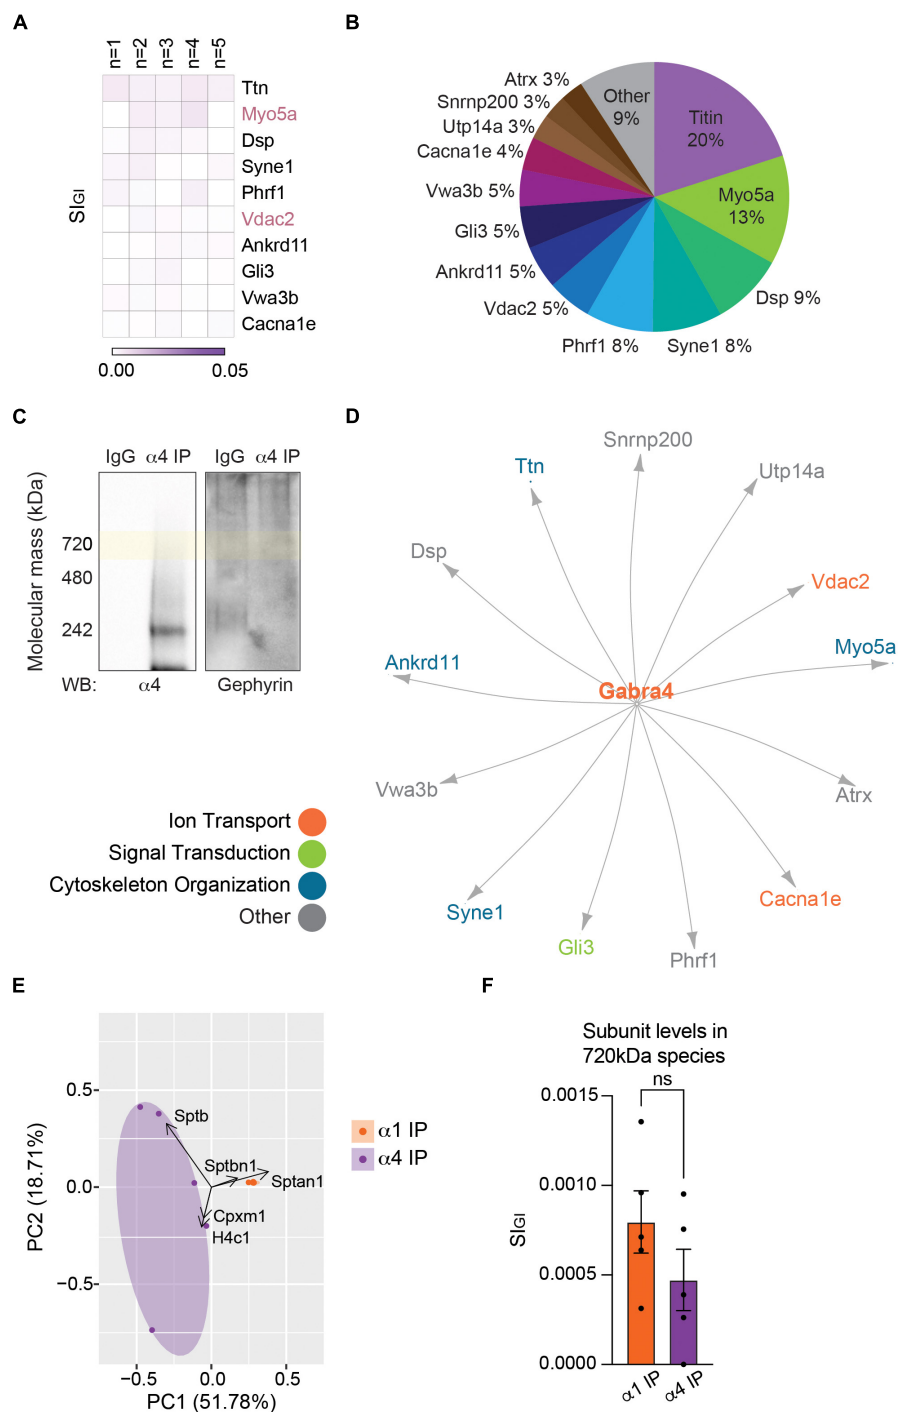 A
n=1 n=2 n=3 n=4 n=5
SIGI
Ttn
Myo5a
Dsp
Syne1
Phrf1
Vdac2
Ankrd11
Gli3
Vwa3b
Cacna1e
0.00 0.05
B
Atrx 3%
Snrnp200 3%
Utp14a 3%
Cacna1e 4%
Vwa3b 5%
Gli3 5%
Ankrd11 5%
Vdac2 5%
Phrf1 8%
Syne1 8%
Dsp 9%
Myo5a
13%
Titin
20%
Other
9%
C
IgG α4 IP IgG α4 IP
Molecular mass (kDa)
720
480
242
WB: α4 Gephyrin
Ion Transport
Signal Transduction
Cytoskeleton Organization
Other
D
Snrnp200
Ttn
Utp14a
Dsp
Vdac2
Myo5a
Ankrd11
Gabra4
Vwa3b
Atrx
Cacna1e
Syne1
Gli3
Phrf1
E
PC2 (18.71%)
0.5
0.0
−0.5
Sptb
Sptbn1
Sptan1
Cpxm1
H4c1
−0.5 0.0 0.5
PC1 (51.78%)
α1 IP
α4 IP
F
Subunit levels in
720kDa species
ns
SIGI
0.0015
0.0010
0.0005
0.0000
α1 IP α4 IP